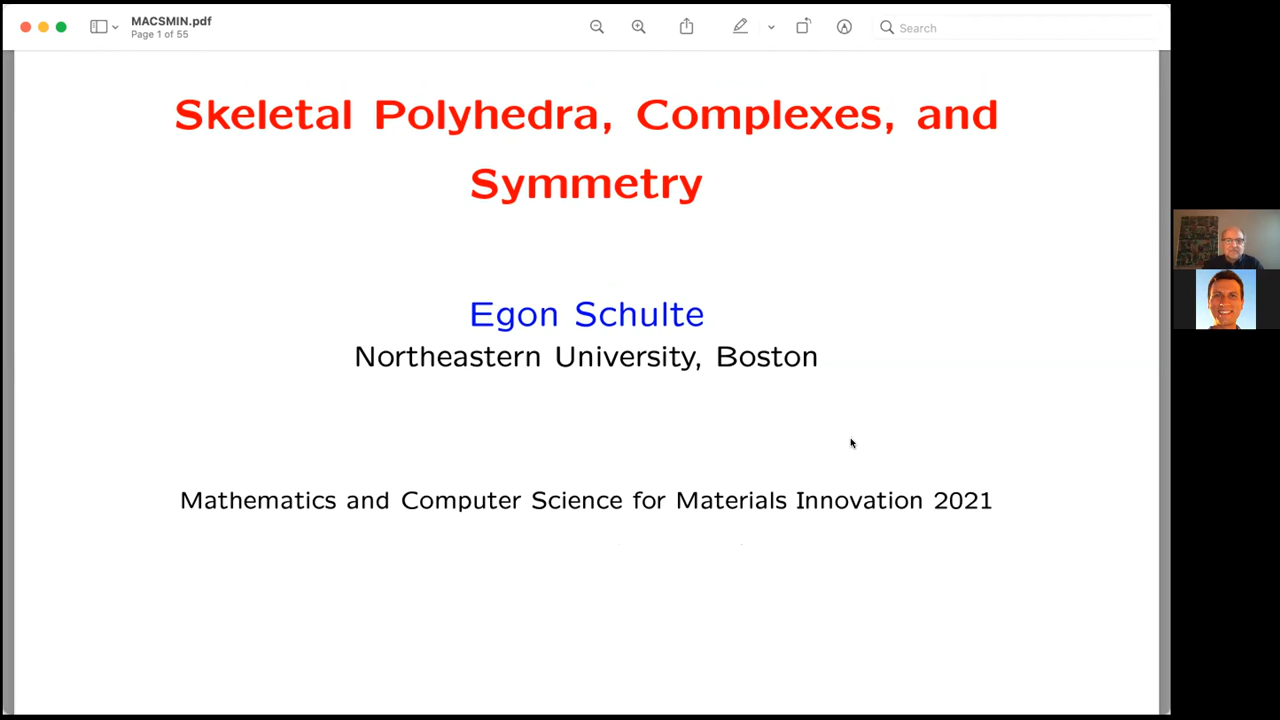 MACSMIN.pdf
Page 1 of 55
Search
Skeletal Polyhedra, Complexes, and
Symmetry
Egon Schulte
Northeastern University, Boston
Mathematics and Computer Science for Materials Innovation 2021